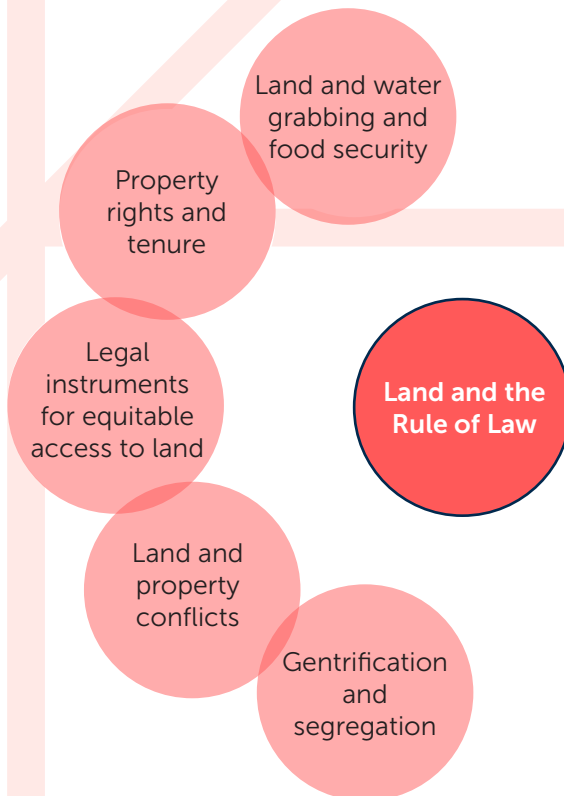 Land and water
grabbing and
food security
Property
rights and
tenure
Legal
instruments
for equitable
access to land
Land and the
Rule of Law
Land and
property
conflicts
Gentrification
and
segregation